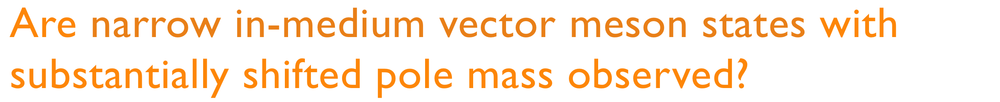 Are narrow in-medium vector meson states with
substantially shifted pole mass observed?